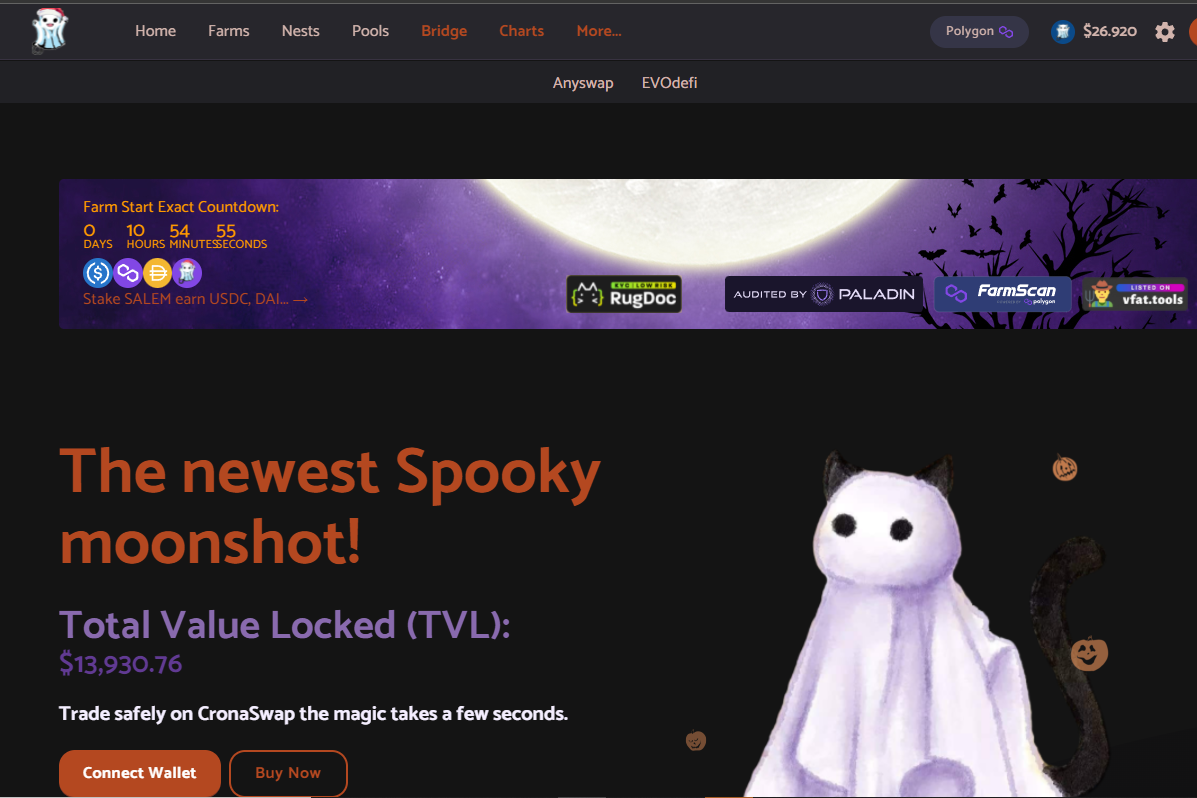 Home Farms Nests Pools Bridge Charts More... Polygon $26.920
Anyswap EVOdefi
Farm Start Exact Countdown:
0 10 54 55
DAYS HOURS MINUTES SECONDS
Stake SALEM earn USDC, DAI... →
KYC LOW RISK
RugDoc
AUDITED BY PALADIN
FarmScan
polygon
LISTED ON
vfat.tools
The newest Spooky
moonshot!
Total Value Locked (TVL):
$13,930.76
Trade safely on CronaSwap the magic takes a few seconds.
Connect Wallet Buy Now